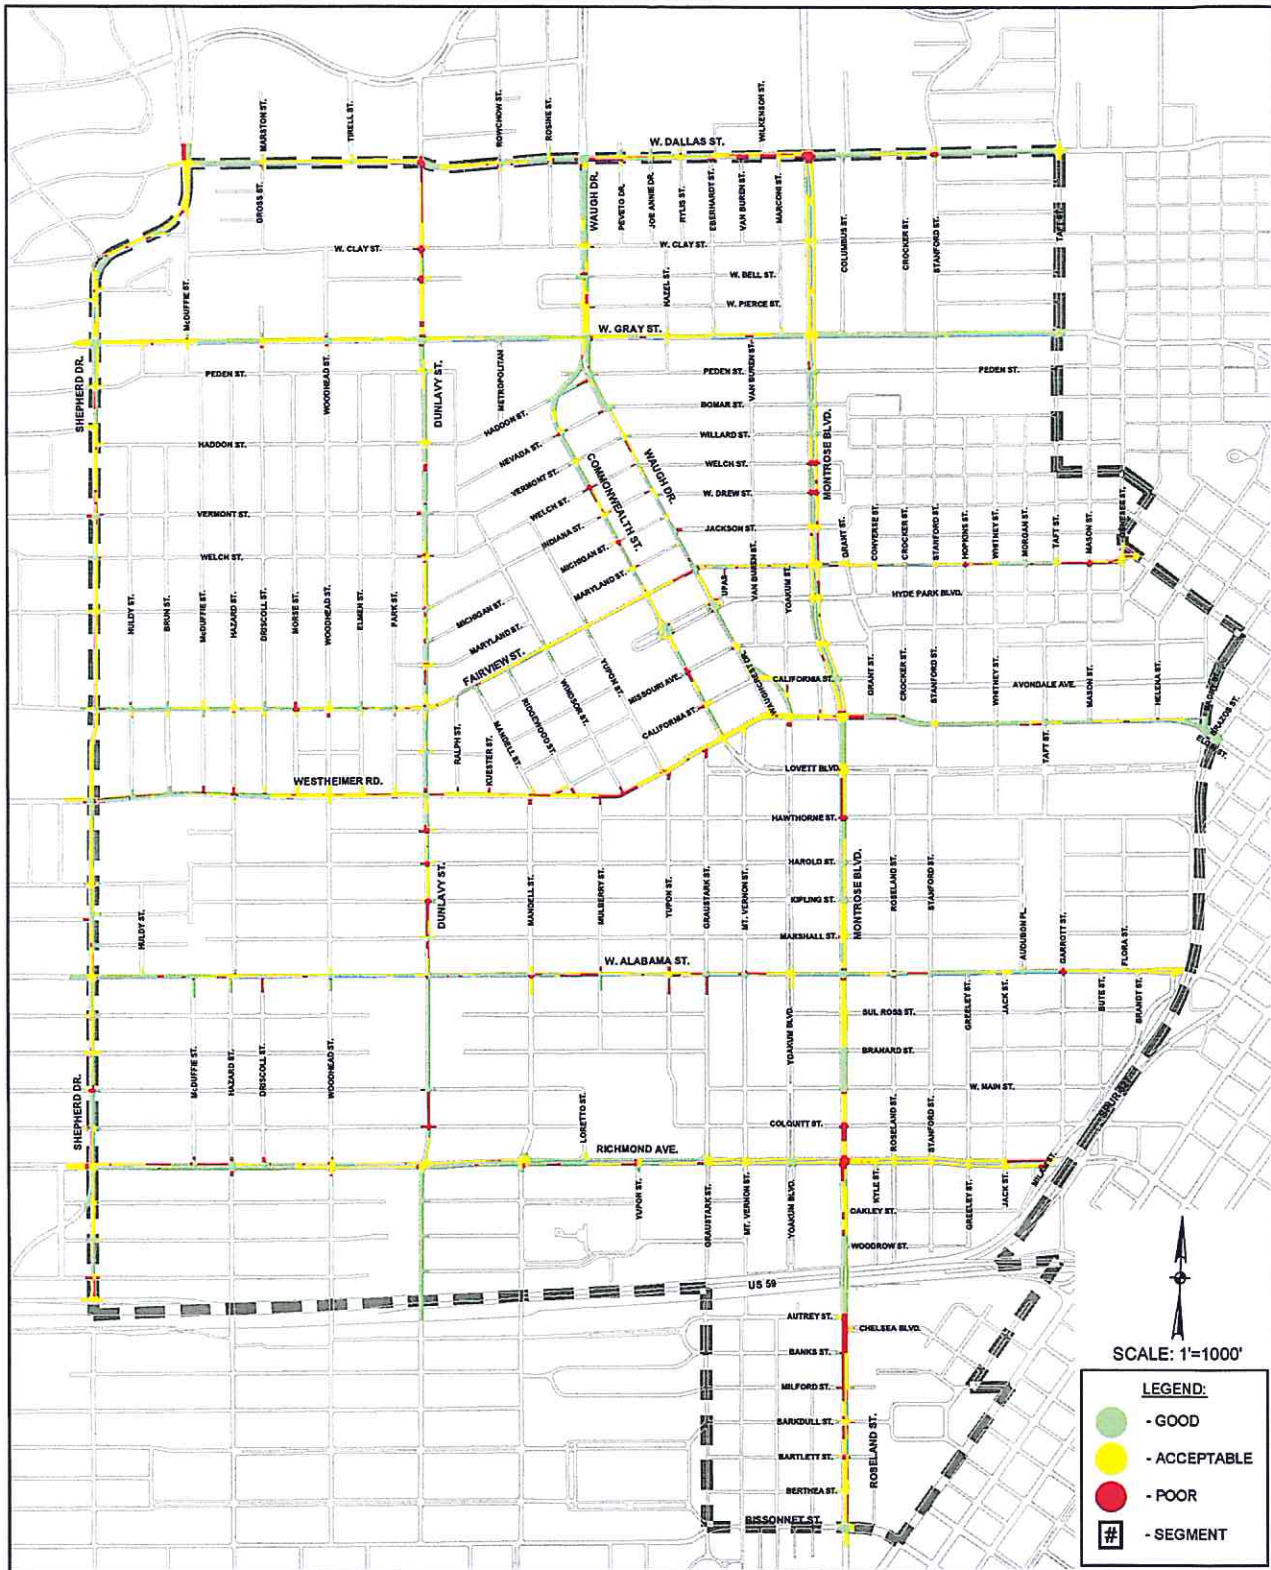 MARSTON ST.
TIRELL ST.
ROWCHOW ST.
ROSINE ST.
WILKENSON ST.
W. DALLAS ST.
WAUGH DR.
PEVETO DR.
JOE ANNIE DR.
RYLIS ST.
EBERHARDT ST.
VAN BUREN ST.
MARCONI ST.
COLUMBUS ST.
CROCKER ST.
STANFORD ST.
TAFT ST.
W. CLAY ST.
W. CLAY ST.
HAZEL ST.
W. BELL ST.
W. PIERCE ST.
McDUFFIE ST.
W. GRAY ST.
SHEPHERD DR.
PEDEN ST.
WOODHEAD ST.
DUNLAVY ST.
METROPOLITAN
PEDEN ST.
VAN BUREN ST.
PEDEN ST.
BOMAR ST.
HADDON ST.
HADDON ST.
WILLARD ST.
MONTROSE BLVD.
NEVADA ST.
VERMONT ST.
COMMONWEALTH ST.
WAUGH DR.
WELCH ST.
W. DREW ST.
VERMONT ST.
WELCH ST.
JACKSON ST.
INDIANA ST.
MICHIGAN ST.
MARYLAND ST.
WELCH ST.
GRANT ST.
CONVERSE ST.
CROCKER ST.
STANFORD ST.
HOPKINS ST.
WHITNEY ST.
MORGAN ST.
TAFT ST.
MASON ST.
HYDE PARK BLVD.
UPAS
VAN BUREN ST.
YOAKUM ST.
HULDY ST.
BRUN ST.
McDUFFIE ST.
HAZARD ST.
DRISCOLL ST.
MORSE ST.
WOODHEAD ST.
ELMEN ST.
PARK ST.
MICHIGAN ST.
MARYLAND ST.
FAIRVIEW ST.
WINDSOR ST.
YUPON ST.
MISSOURI AVE.
WAUGHCREST DR.
CALIFORNIA ST.
CALIFORNIA ST.
RIDGEWOOD ST.
MANDELL ST.
RALPH ST.
KUESTER ST.
GRANT ST.
CROCKER ST.
STANFORD ST.
WHITNEY ST.
AVONDALE AVE.
MASON ST.
HELENA ST.
BRAZOS ST.
ELGIN ST.
TAFT ST.
WESTHEIMER RD.
LOVETT BLVD.
HAWTHORNE ST.
HAROLD ST.
KIPLING ST.
MARSHALL ST.
MONTROSE BLVD.
ROSELAND ST.
STANFORD ST.
DUNLAVY ST.
HULDY ST.
MANDELL ST.
MULBERRY ST.
YUPON ST.
GRAUSTARK ST.
MT. VERNON ST.
AUDUBON PL.
GARROTT ST.
FLORA ST.
W. ALABAMA ST.
SUL ROSS ST.
GREELEY ST.
JACK ST.
BUTE ST.
BRANDT ST.
YOAKUM BLVD.
BRANARD ST.
W. MAIN ST.
SHEPHERD DR.
McDUFFIE ST.
HAZARD ST.
DRISCOLL ST.
WOODHEAD ST.
LORETTO ST.
COLQUITT ST.
ROSELAND ST.
STANFORD ST.
SPUR 527
RICHMOND AVE.
MILAM ST.
YUPON ST.
GRAUSTARK ST.
MT. VERNON ST.
YOAKUM BLVD.
KYLE ST.
GREELEY ST.
JACK ST.
OAKLEY ST.
WOODROW ST.
US 59
AUTREY ST.
CHELSEA BLVD.
BANKS ST.
MILFORD ST.
BARKDULL ST.
ROSELAND ST.
BARTLETT ST.
BERTHEA ST.
BISSONNET ST.
SCALE: 1'=1000'
LEGEND:
- GOOD
- ACCEPTABLE
- POOR
# - SEGMENT